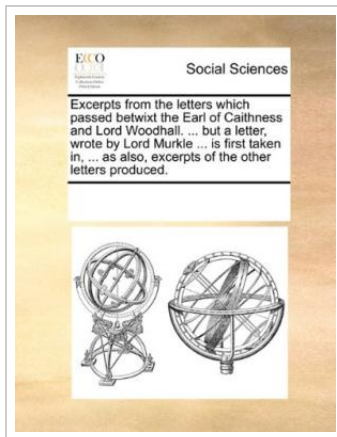 ECCO
Social Sciences
Excerpts from the letters which
passed betwixt the Earl of Caithness
and Lord Woodhall. ... but a letter,
wrote by Lord Murkle ... is first taken
in, ... as also, excerpts of the other
letters produced.